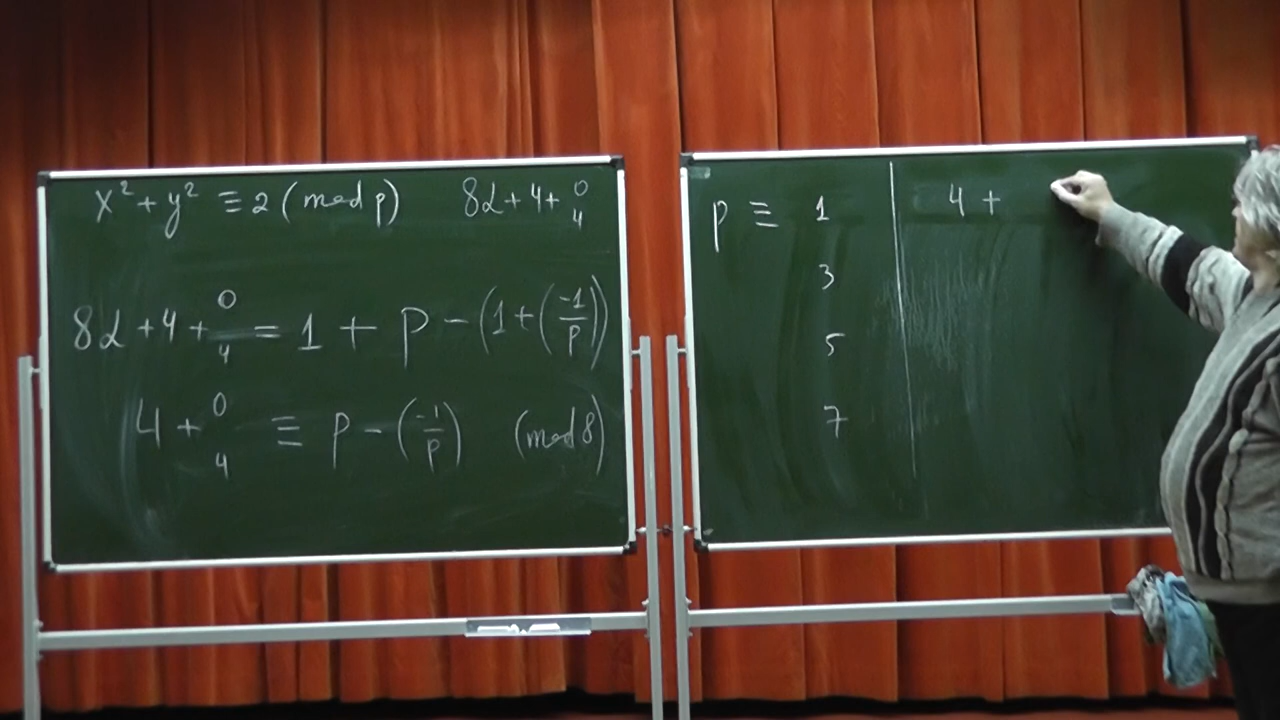 x² + y² ≡ 2 (mod p) 8α + 4 + 0 4
8α + 4 + 0 4 = 1 + p − (1 + (−1/p))
4 + 0 4 ≡ p − (−1/p) (mod 8)
p ≡ 1 4 +
3
5
7